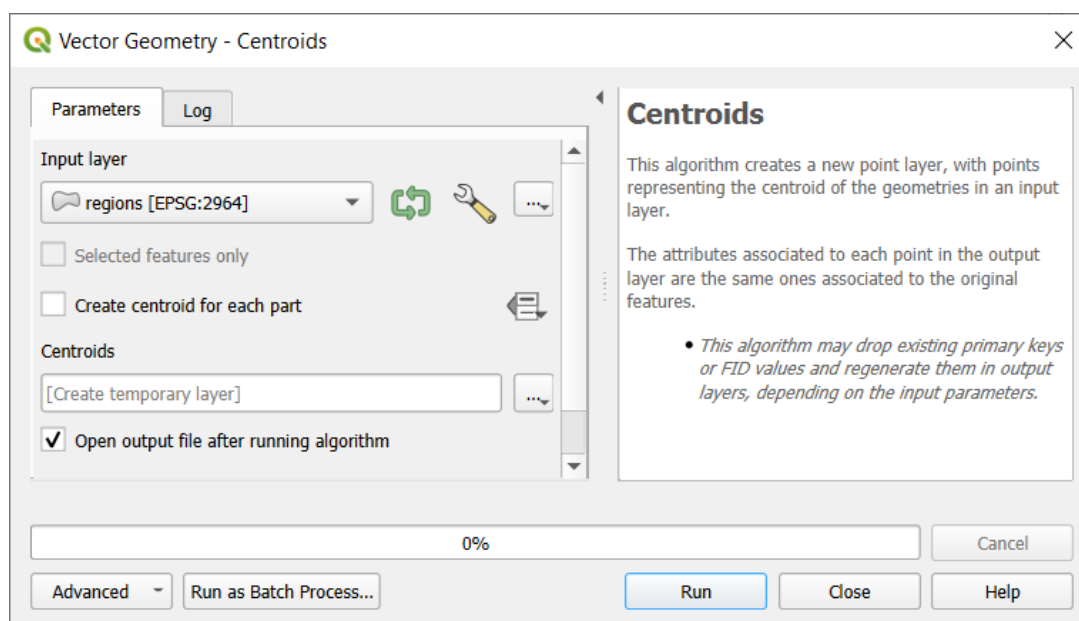 Vector Geometry - Centroids
Parameters
Log
Input layer
regions [EPSG:2964]
...
Selected features only
Create centroid for each part
Centroids
[Create temporary layer]
...
Open output file after running algorithm
Centroids
This algorithm creates a new point layer, with points
representing the centroid of the geometries in an input
layer.
The attributes associated to each point in the output
layer are the same ones associated to the original
features.
• This algorithm may drop existing primary keys
or FID values and regenerate them in output
layers, depending on the input parameters.
0%
Cancel
Advanced
Run as Batch Process...
Run
Close
Help